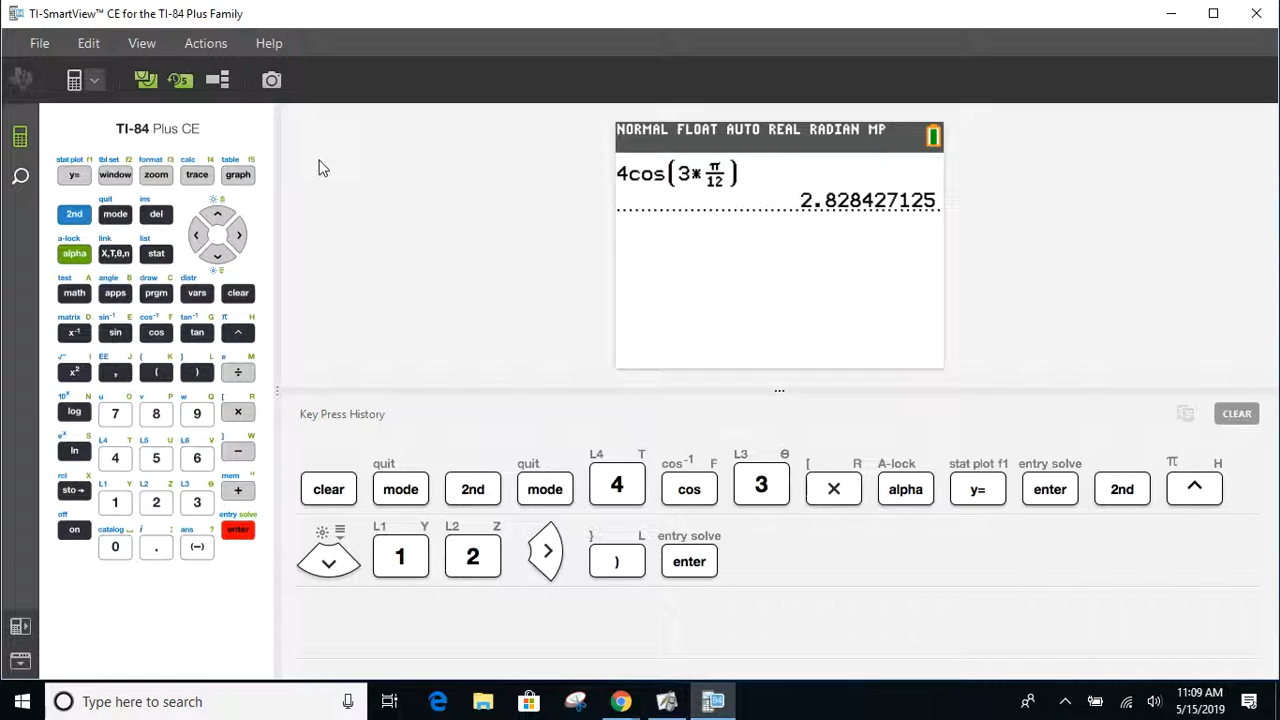 TI-SmartView™ CE for the TI-84 Plus Family
File Edit View Actions Help
TI-84 Plus CE
stat plot f1 tbl set f2 format f3 calc f4 table f5
y= window zoom trace graph
quit ins
2nd mode del
a-lock link list
alpha X,T,θ,n stat
test A angle B draw C distr
math apps prgm vars clear
matrix D sin⁻¹ E cos⁻¹ F tan⁻¹ G π H
x⁻¹ sin cos tan ^
√ I EE J { K } L e M
x² , ( ) ÷
10ˣ N u O v P w Q [ R
log 7 8 9 ×
eˣ S L4 T L5 U L6 V ] W
ln 4 5 6 −
rcl X L1 Y L2 Z L3 θ mem "
sto→ 1 2 3 +
off catalog ⎵ i : ans ? entry solve
on 0 . (−) enter
NORMAL FLOAT AUTO REAL RADIAN MP
4cos(3*π/12)
2.828427125
Key Press History
CLEAR
quit quit L4 T cos⁻¹ F L3 θ [ R A-lock stat plot f1 entry solve π H
clear mode 2nd mode 4 cos 3 × alpha y= enter 2nd ^
L1 Y L2 Z } L entry solve
1 2 ) enter
Type here to search
11:09 AM
5/15/2019